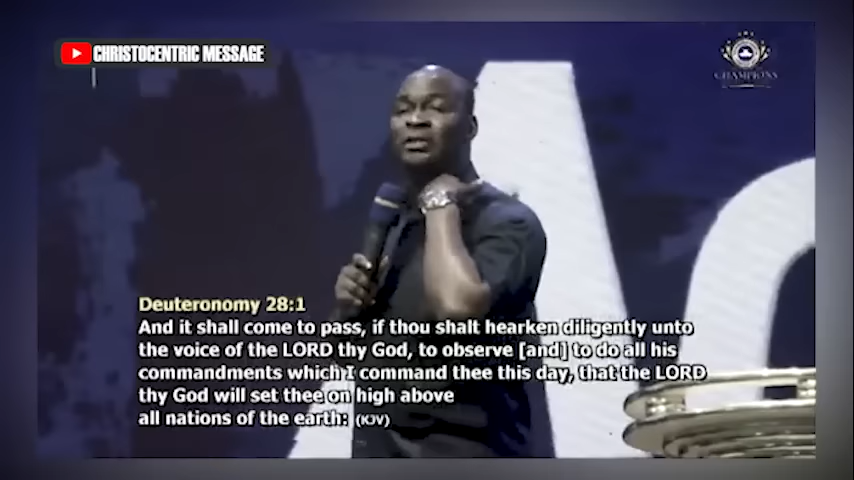 CHRISTOCENTRIC MESSAGE
CHAMPIONS
Deuteronomy 28:1
And it shall come to pass, if thou shalt hearken diligently unto
the voice of the LORD thy God, to observe [and] to do all his
commandments which I command thee this day, that the LORD
thy God will set thee on high above
all nations of the earth: (KJV)